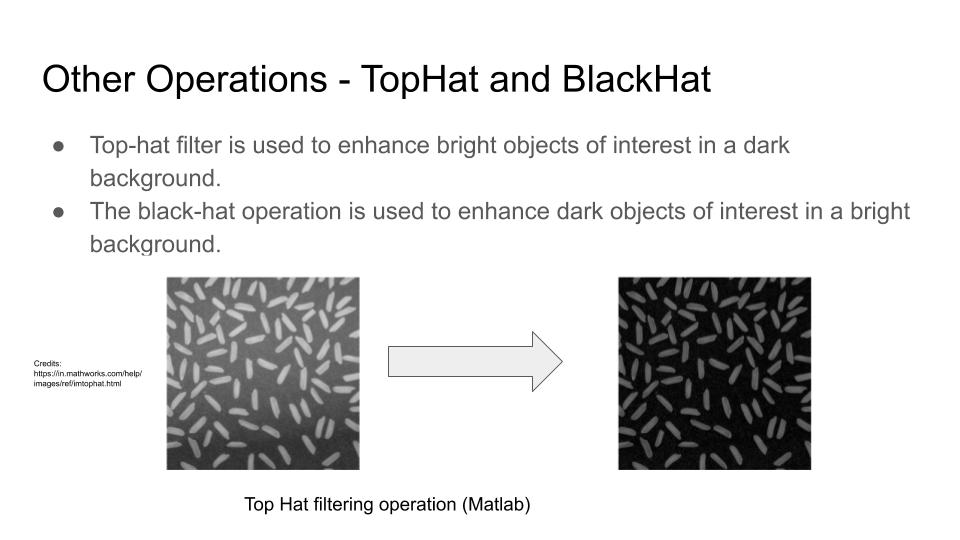 Other Operations - TopHat and BlackHat
● Top-hat filter is used to enhance bright objects of interest in a dark
background.
● The black-hat operation is used to enhance dark objects of interest in a bright
background.
Credits:
https://in.mathworks.com/help/
images/ref/imtophat.html
Top Hat filtering operation (Matlab)